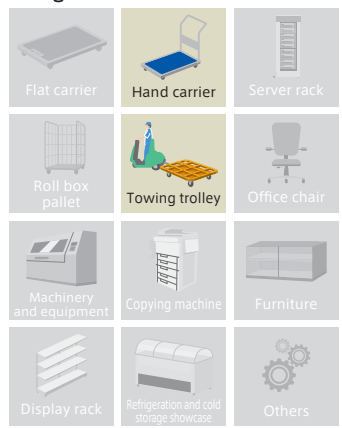 Flat carrier
Hand carrier
Server rack
Roll box
pallet
Towing trolley
Office chair
Machinery
and equipment
Copying machine
Furniture
Display rack
Refrigeration and cold
storage showcase
Others